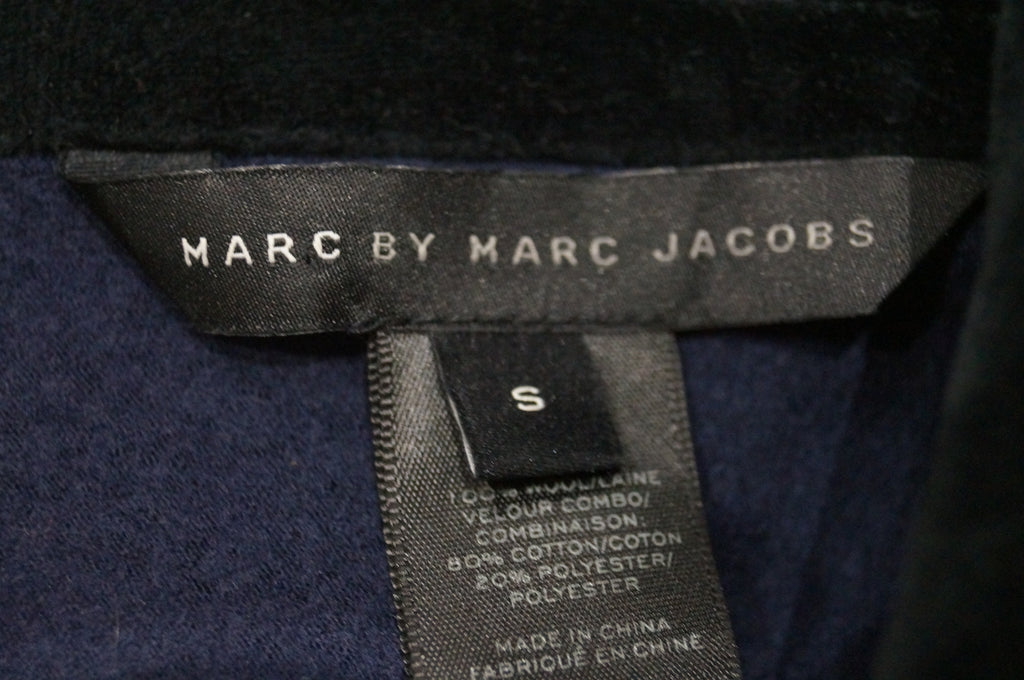 MARC BY MARC JACOBS
S
100% WOOL/LAINE
VELOUR COMBO/
COMBINAISON:
80% COTTON/COTON
20% POLYESTER/
POLYESTER
MADE IN CHINA
FABRIQUÉ EN CHINE